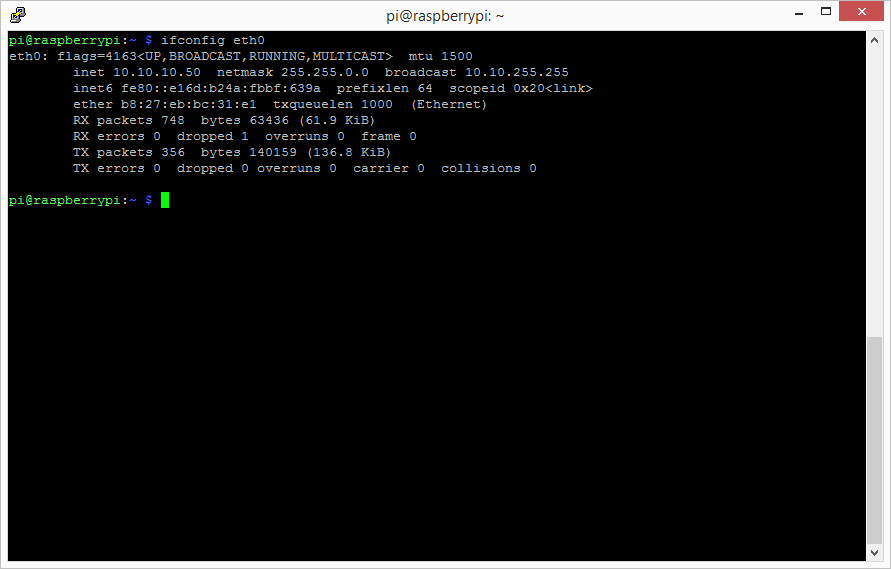 pi@raspberrypi: ~
pi@raspberrypi:~ $ ifconfig eth0
eth0: flags=4163<UP,BROADCAST,RUNNING,MULTICAST>  mtu 1500
        inet 10.10.10.50  netmask 255.255.0.0  broadcast 10.10.255.255
        inet6 fe80::e16d:b24a:fbbf:639a  prefixlen 64  scopeid 0x20<link>
        ether b8:27:eb:bc:31:e1  txqueuelen 1000  (Ethernet)
        RX packets 748  bytes 63436 (61.9 KiB)
        RX errors 0  dropped 1  overruns 0  frame 0
        TX packets 356  bytes 140159 (136.8 KiB)
        TX errors 0  dropped 0 overruns 0  carrier 0  collisions 0
pi@raspberrypi:~ $